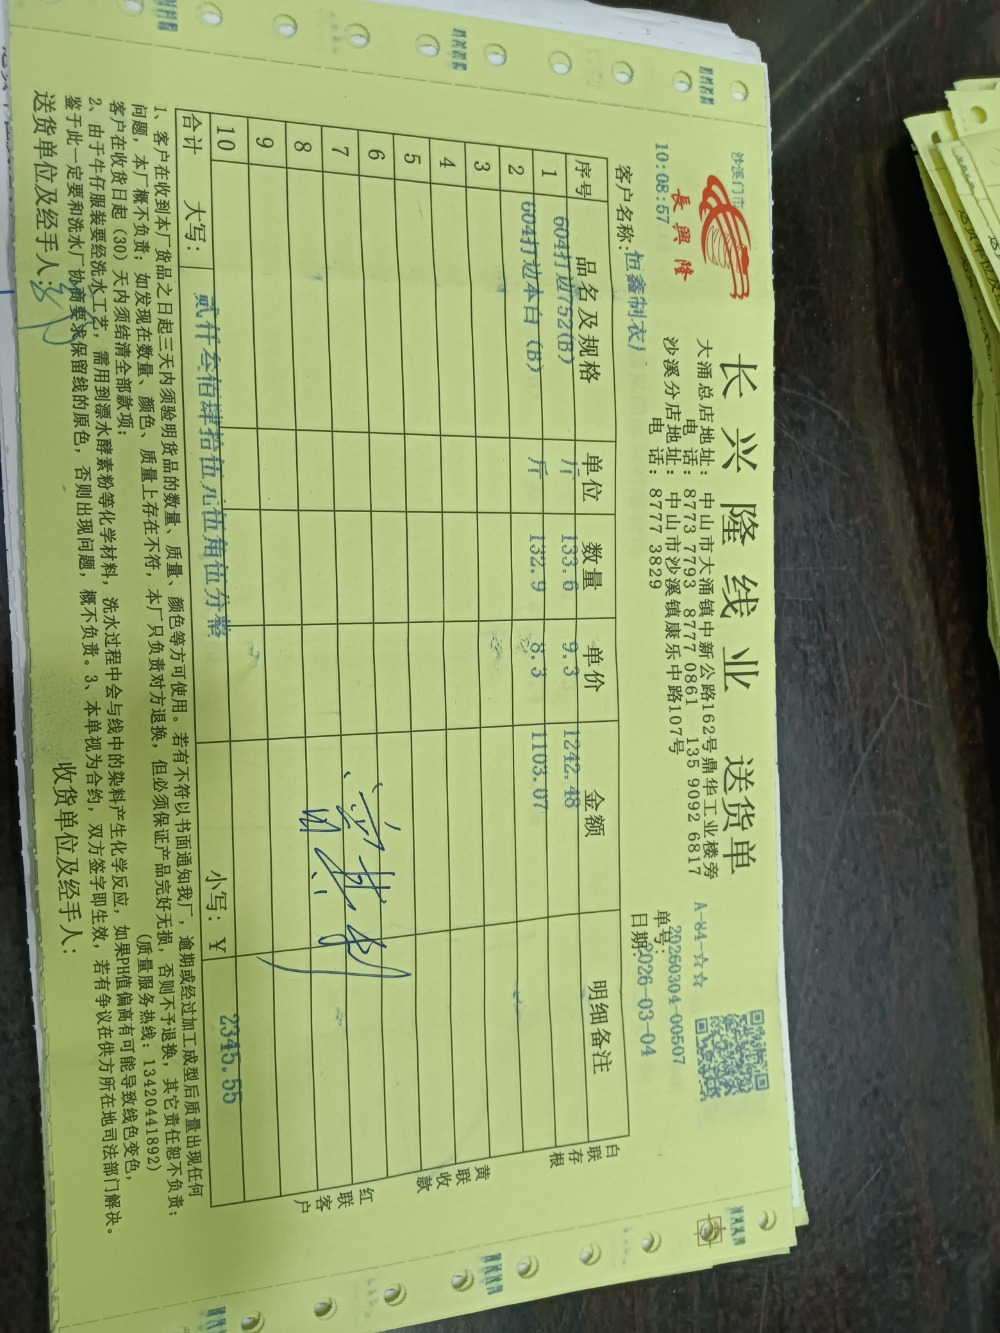 沙溪门市
長興隆
10:08:57
长兴隆线业 送货单
大涌总店地址: 中山市大涌镇中新公路162号鼎华工业楼旁
电 话: 8773 7793 8777 0861 135 9092 6817
沙溪分店地址: 中山市沙溪镇康乐中路107号
电 话: 8777 3829
A-84-☆☆
单号: 20260304-00507
日期: 2026-03-04
客户名称: 恒鑫制衣厂
序号 品名及规格 单位 数量 单价 金额 明细备注
1 604打边752(B) 斤 133.6 9.3 1242.48
2 604打边本白 (B) 斤 132.9 8.3 1103.07
3
4
5
6
7
8
9
10
合计 大写: 贰仟叁佰肆拾伍元伍角伍分整 小写: ¥ 2345.55
白联存根
黄联收款
红联客户
1、客户在收到本厂货品之日起三天内须验明货品的数量、质量、颜色等方可使用。若有不符以书面通知我厂,逾期或经过加工成型后质量出现任何
问题,本厂概不负责;如发现在数量、颜色、质量上存在不符,本厂只负责对方退换,但必须保证产品完好无损,否则不予退换,其它责任恕不负责;
客户在收货日起(30)天内须结清全部款项; (质量服务热线:13420441892)
2、由于牛仔服装要经洗水工艺,需用到漂水酵素粉等化学材料,洗水过程中会与线中的染料产生化学反应,如果PH值偏高有可能导致线色变色,
鉴于此一定要和洗水厂协商要求保留线的原色,否则出现问题,概不负责。3、本单视为合约,双方签字即生效,若有争议在供方所在地司法部门解决。
送货单位及经手人: 收货单位及经手人: